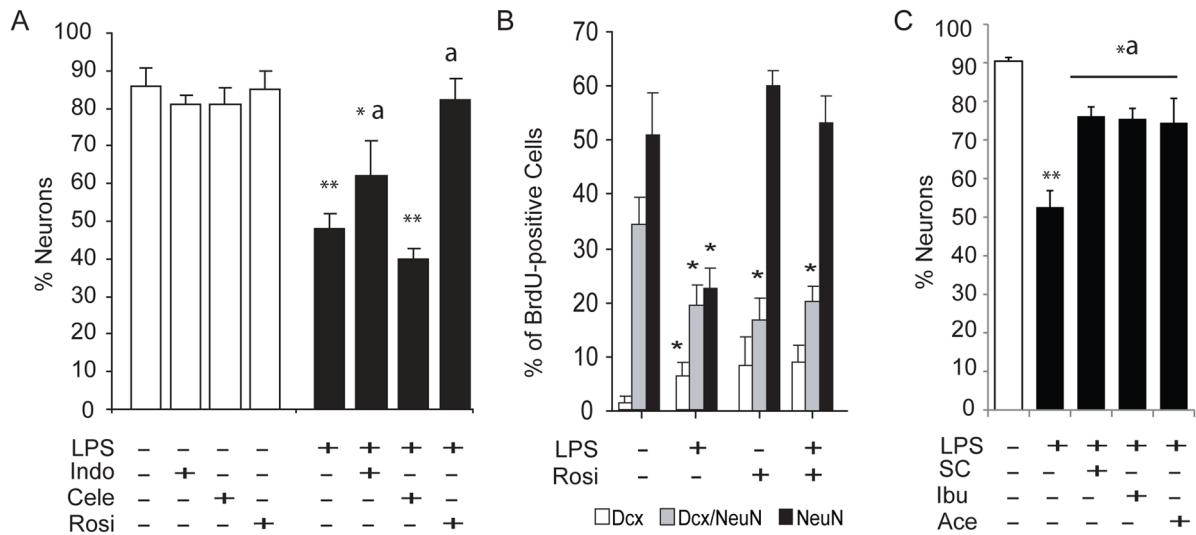 A
% Neurons
100
90
80
70
60
50
40
30
20
10
0
** * a ** a
LPS – – – – + + + +
Indo – + – – – + – –
Cele – – + – – – + –
Rosi – – – + – – – +
B
% of BrdU-positive Cells
70
60
50
40
30
20
10
0
* * * * *
LPS – + – +
Rosi – – + +
Dcx Dcx/NeuN NeuN
C
% Neurons
100
90
80
70
60
50
40
30
20
10
0
** *a
LPS – + + + +
SC – – + – –
Ibu – – – + –
Ace – – – – +